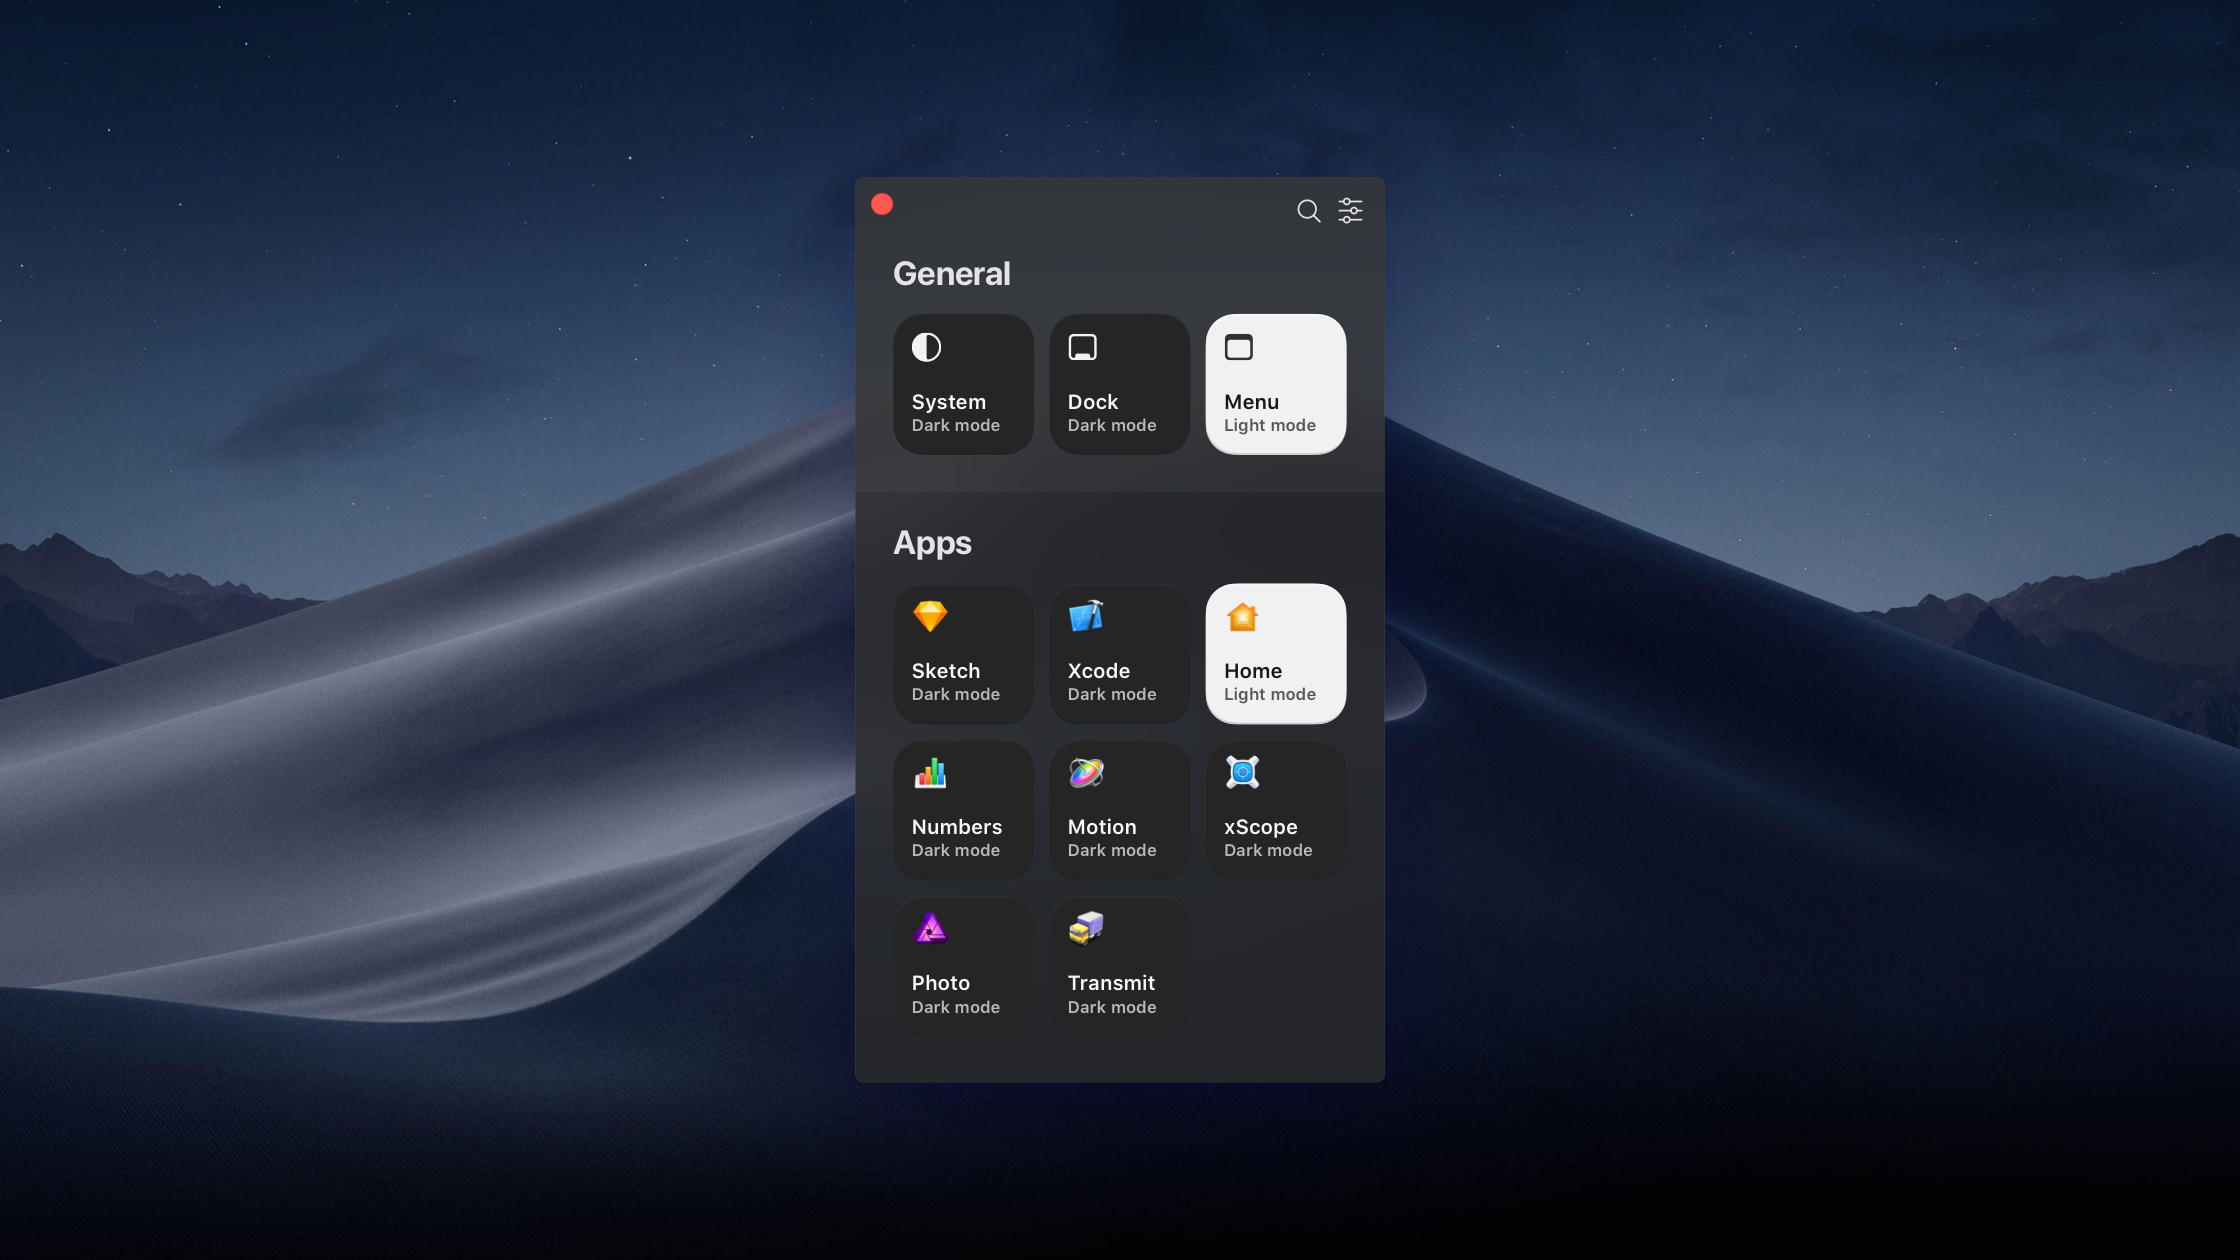 General
System
Dark mode
Dock
Dark mode
Menu
Light mode
Apps
Sketch
Dark mode
Xcode
Dark mode
Home
Light mode
Numbers
Dark mode
Motion
Dark mode
xScope
Dark mode
Photo
Dark mode
Transmit
Dark mode